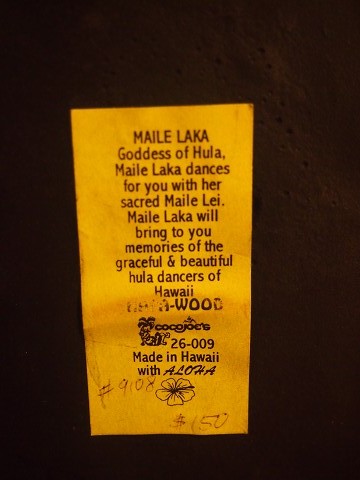 MAILE LAKA
Goddess of Hula,
Maile Laka dances
for you with her
sacred Maile Lei.
Maile Laka will
bring to you
memories of the
graceful & beautiful
hula dancers of
Hawaii
-WOOD
COCOJOE'S
26-009
Made in Hawaii
with ALOHA
# 9108
$150